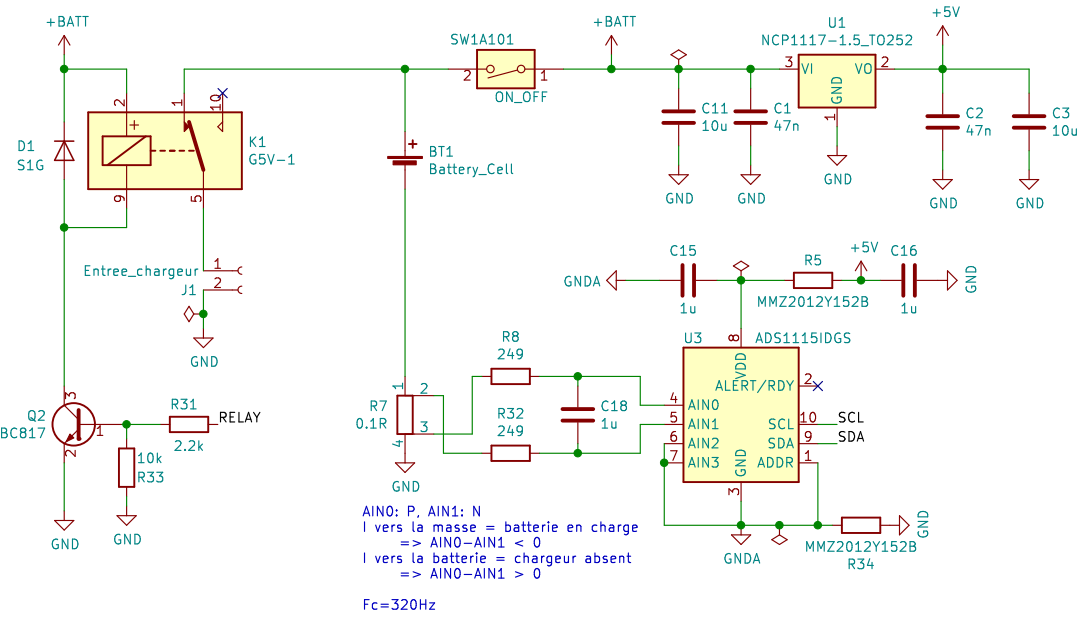 +BATT
2
1
10
+
K1
G5V-1
D1
S1G
9
5
Entree_chargeur
1
2
J1
GND
3
Q2
BC817
1
2
R31
RELAY
2.2k
10k
R33
GND
GND
SW1A101
2
1
ON_OFF
+BATT
+
BT1
Battery_Cell
C11
10u
C1
47n
GND
GND
U1
NCP1117-1.5_TO252
3
VI
VO
2
GND
1
GND
+5V
C2
47n
C3
10u
GND
GND
C15
GNDA
1u
R5
MMZ2012Y152B
+5V
C16
1u
GND
U3
ADS1115IDGS
8
VDD
ALERT/RDY
2
4
AIN0
5
AIN1
6
AIN2
7
AIN3
SCL
10
SCL
SDA
9
SDA
ADDR
1
GND
3
GNDA
MMZ2012Y152B
R34
GND
R8
249
R32
249
C18
1u
R7
0.1R
1
2
3
4
GND
AIN0: P, AIN1: N
I vers la masse = batterie en charge
=> AIN0-AIN1 < 0
I vers la batterie = chargeur absent
=> AIN0-AIN1 > 0
Fc=320Hz